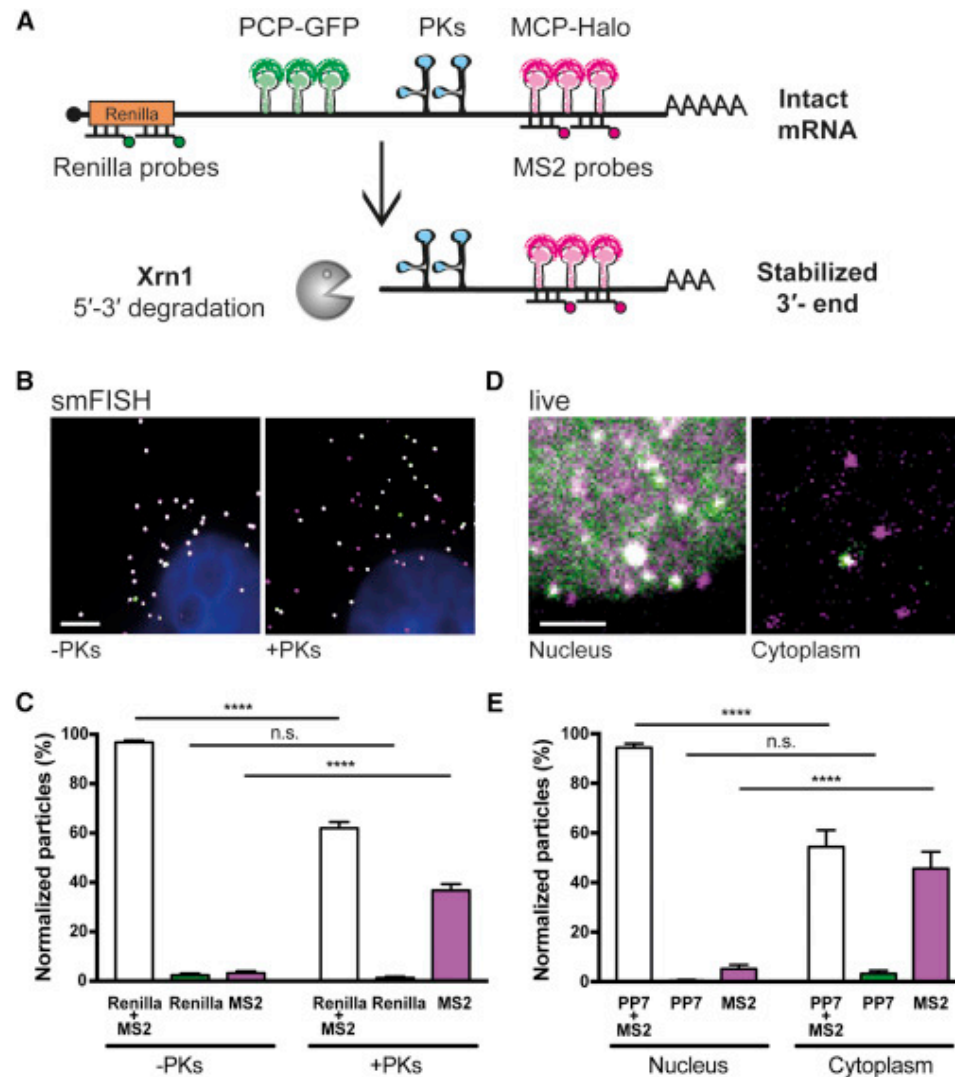 A
PCP-GFP PKs MCP-Halo
Renilla
AAAAA
Intact
mRNA
Renilla probes
MS2 probes
Xrn1
5'-3' degradation
AAA
Stabilized
3'- end
B
smFISH
-PKs
+PKs
D
live
Nucleus
Cytoplasm
C
Normalized particles (%)
100
80
60
40
20
0
****
n.s.
****
Renilla
+
MS2
Renilla
MS2
Renilla
+
MS2
Renilla
MS2
-PKs
+PKs
E
Normalized particles (%)
100
80
60
40
20
0
****
n.s.
****
PP7
+
MS2
PP7
MS2
PP7
+
MS2
PP7
MS2
Nucleus
Cytoplasm